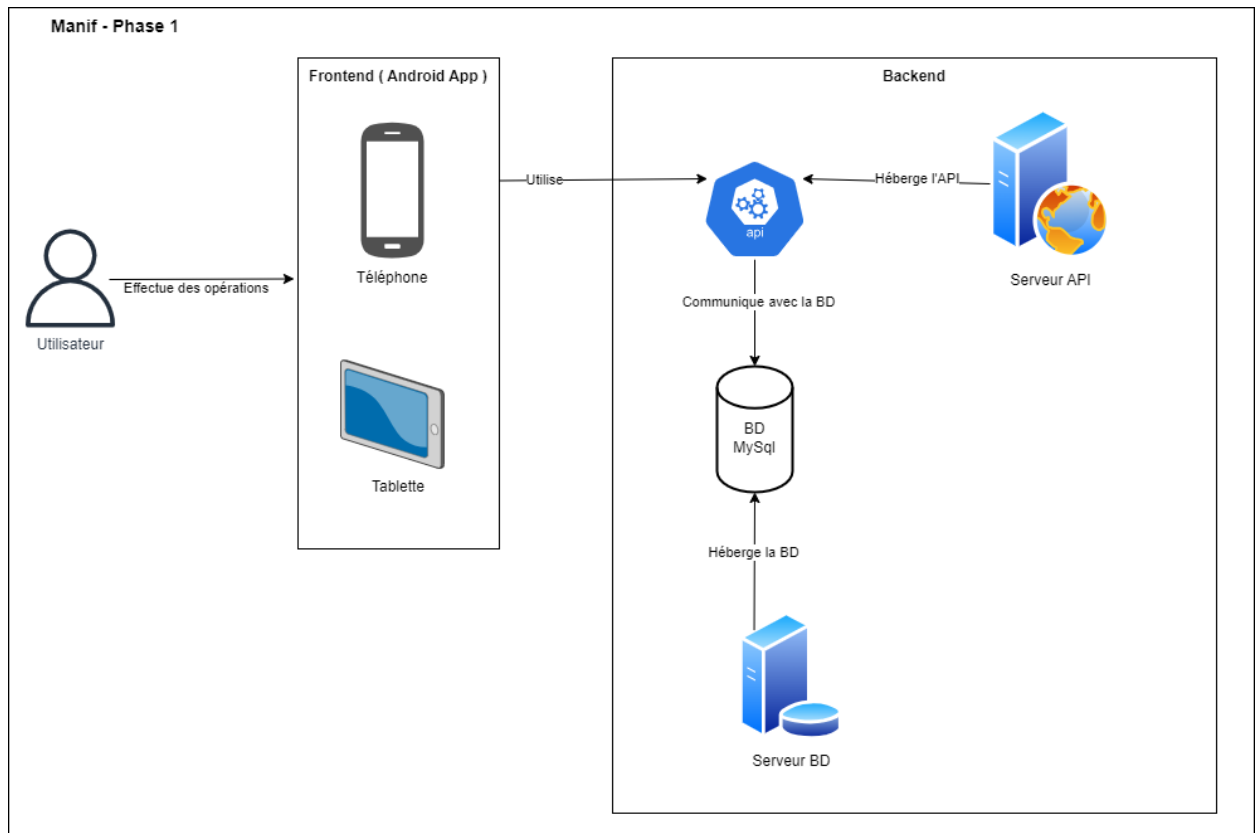 Manif - Phase 1
Frontend ( Android App )
Backend
Téléphone
Tablette
Utilisateur
Effectue des opérations
Utilise
api
Héberge l'API
Serveur API
Communique avec la BD
BD
MySql
Héberge la BD
Serveur BD